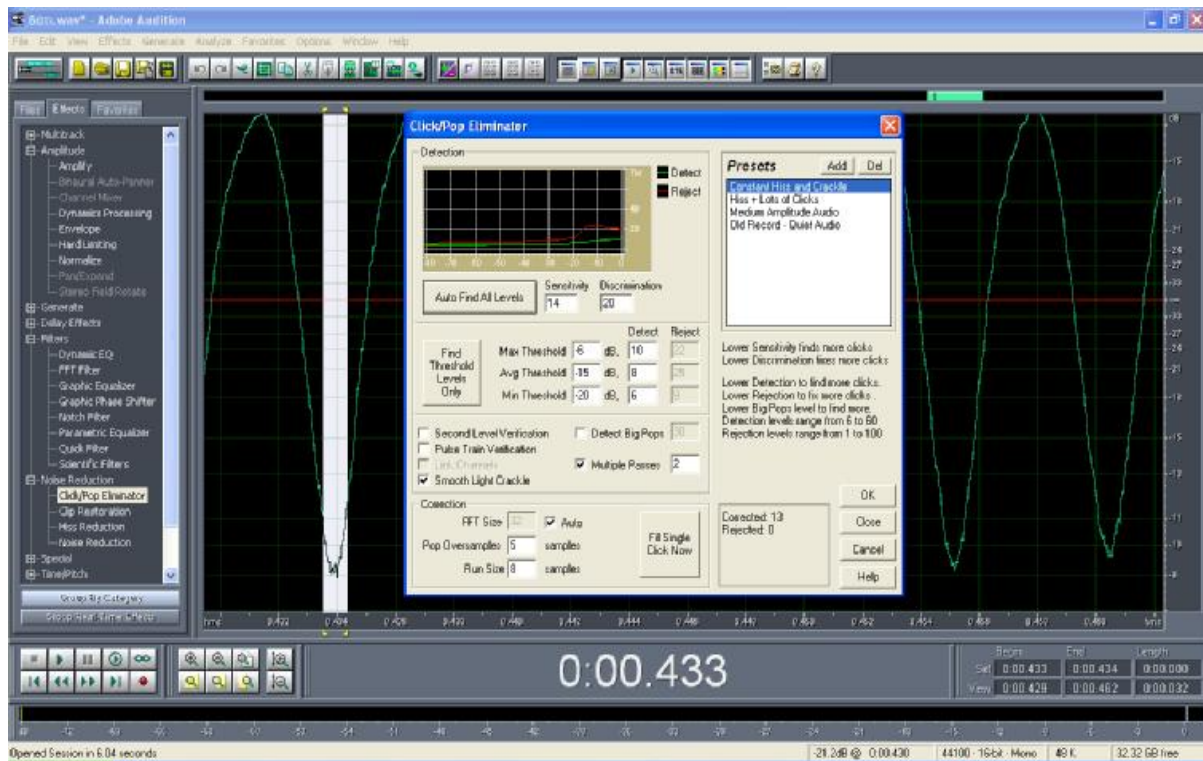 .wav* - Adobe Audition
File Edit View Effects Generate Analyze Favorites Options Window Help
Files Effects Favorites
Multitrack
Amplitude
Amplify
Binaural Auto-Panner
Channel Mixer
Dynamics Processing
Envelope
Hard Limiting
Normalize
Pan/Expand
Stereo Field Rotate
Generate
Delay Effects
Filters
Dynamic EQ
FFT Filter
Graphic Equalizer
Graphic Phase Shifter
Notch Filter
Parametric Equalizer
Quick Filter
Scientific Filters
Noise Reduction
Click/Pop Eliminator
Clip Restoration
Hiss Reduction
Noise Reduction
Special
Time/Pitch
Group By Category
Group Real-Time Effects
Click/Pop Eliminator
Detection
Detect
Reject
Auto Find All Levels
Sensitivity Discrimination
14 20
Detect Reject
Find Threshold Levels Only
Max Threshold -6 dB, 10
Avg Threshold -15 dB, 8
Min Threshold -20 dB, 6
Second Level Verification
Detect Big Pops 30
Pulse Train Verification
Link Channels
Multiple Passes 2
Smooth Light Crackle
Correction
FFT Size Auto
Pop Oversamples 5 samples
Run Size 8 samples
Fill Single Click Now
Presets Add Del
Constant Hiss and Crackle
Hiss + Lots of Clicks
Medium Amplitude Audio
Old Record - Quiet Audio
Lower Sensitivity finds more clicks
Lower Discrimination fixes more clicks
Lower Detection to find more clicks.
Lower Rejection to fix more clicks.
Lower Big Pops level to find more.
Detection levels range from 6 to 60
Rejection levels range from 1 to 100
Corrected: 13
Rejected: 0
OK
Close
Cancel
Help
0:00.433
Begin End Length
Sel 0:00.433 0:00.434 0:00.000
View 0:00.429 0:00.462 0:00.032
Opened Session in 6.04 seconds
-21.2dB @ 0:00.430
44100 · 16-bit · Mono
49 K
32.32 GB free